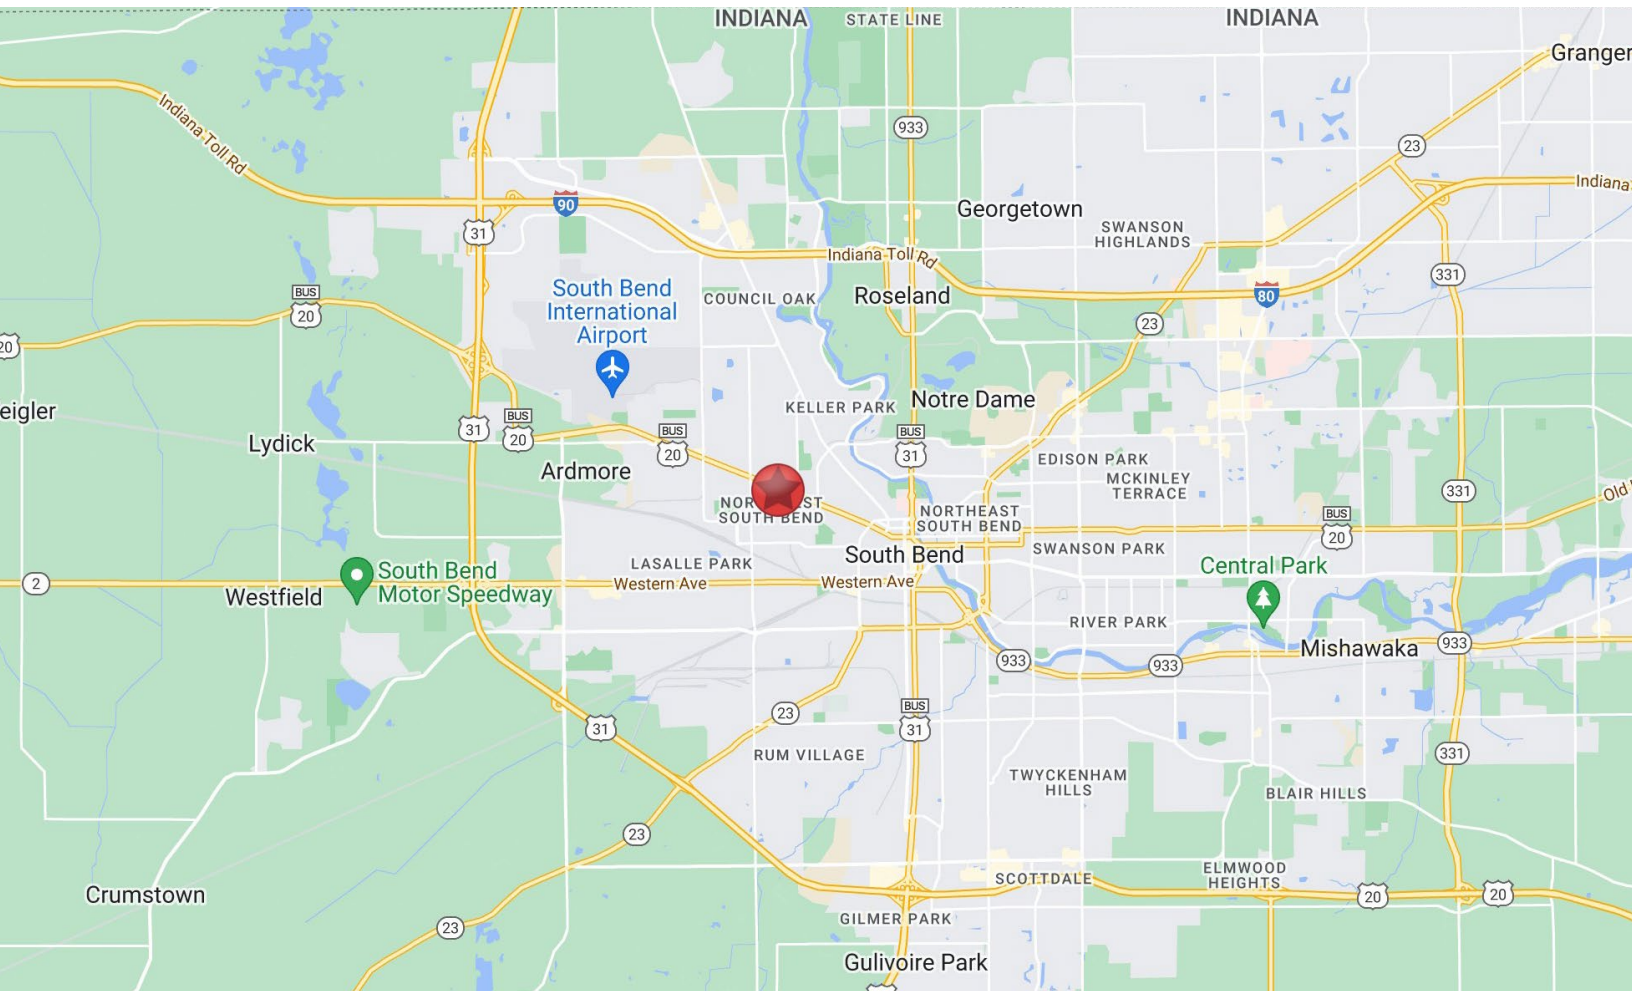 INDIANA
STATE LINE
INDIANA
Granger
Indiana Toll Rd
933
23
90
Georgetown
SWANSON
HIGHLANDS
Indiana
31
Indiana Toll Rd
331
South Bend
International
Airport
BUS
20
COUNCIL OAK
Roseland
80
23
20
KELLER PARK
Notre Dame
eigler
31
BUS
20
BUS
20
BUS
31
Lydick
Ardmore
EDISON PARK
MCKINLEY
TERRACE
331
Old
SOUTH BEND
NORTHEAST
SOUTH BEND
BUS
20
South Bend
SWANSON PARK
LASALLE PARK
Central Park
2
South Bend
Motor Speedway
Western Ave
Western Ave
Westfield
RIVER PARK
Mishawaka
933
933
933
23
BUS
31
31
RUM VILLAGE
331
TWYCKENHAM
HILLS
BLAIR HILLS
23
Crumstown
SCOTTDALE
ELMWOOD
HEIGHTS
20
20
23
GILMER PARK
Gulivoire Park